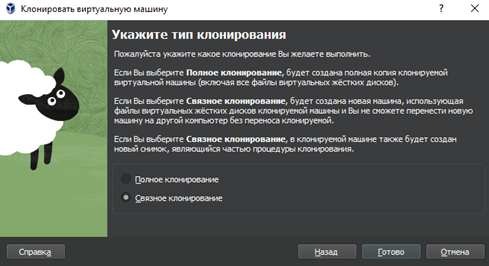 Клонировать виртуальную машину
? ×
Укажите тип клонирования
Пожалуйста укажите какое клонирование Вы желаете выполнить.
Если Вы выберите Полное клонирование, будет создана полная копия клонируемой
виртуальной машины (включая все файлы виртуальных жёстких дисков).
Если Вы выберите Связное клонирование, будет создана новая машина, использующая
файлы виртуальных жёстких дисков клонируемой машины и Вы не сможете перенести новую
машину на другой компьютер без переноса клонируемой.
Если Вы выберите Связное клонирование, в клонируемой машине также будет создан
новый снимок, являющийся частью процедуры клонирования.
Полное клонирование
Связное клонирование
Справка
Назад
Готово
Отмена